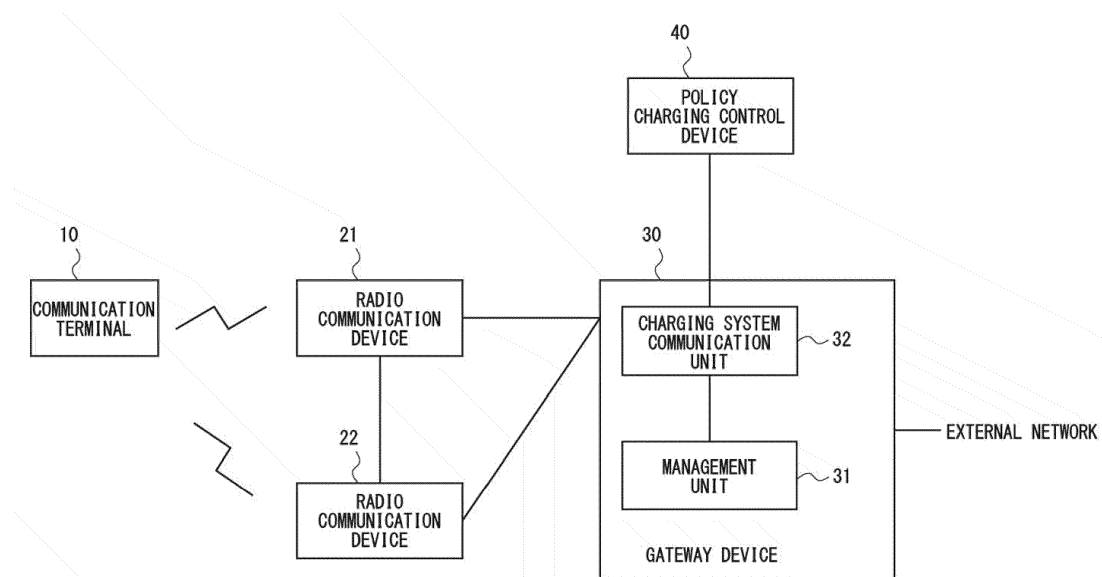 40
POLICY
CHARGING CONTROL
DEVICE
10
21
30
COMMUNICATION
TERMINAL
RADIO
COMMUNICATION
DEVICE
CHARGING SYSTEM
COMMUNICATION
UNIT
32
22
EXTERNAL NETWORK
MANAGEMENT
UNIT
31
RADIO
COMMUNICATION
DEVICE
GATEWAY DEVICE